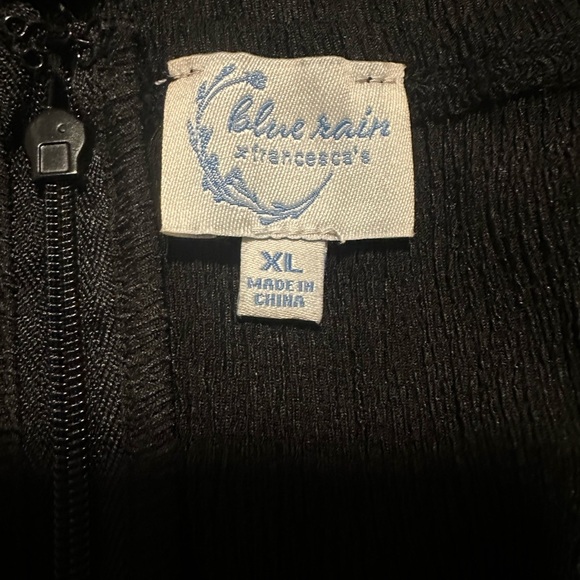 blue rain
x francesca's
XL
MADE IN
CHINA